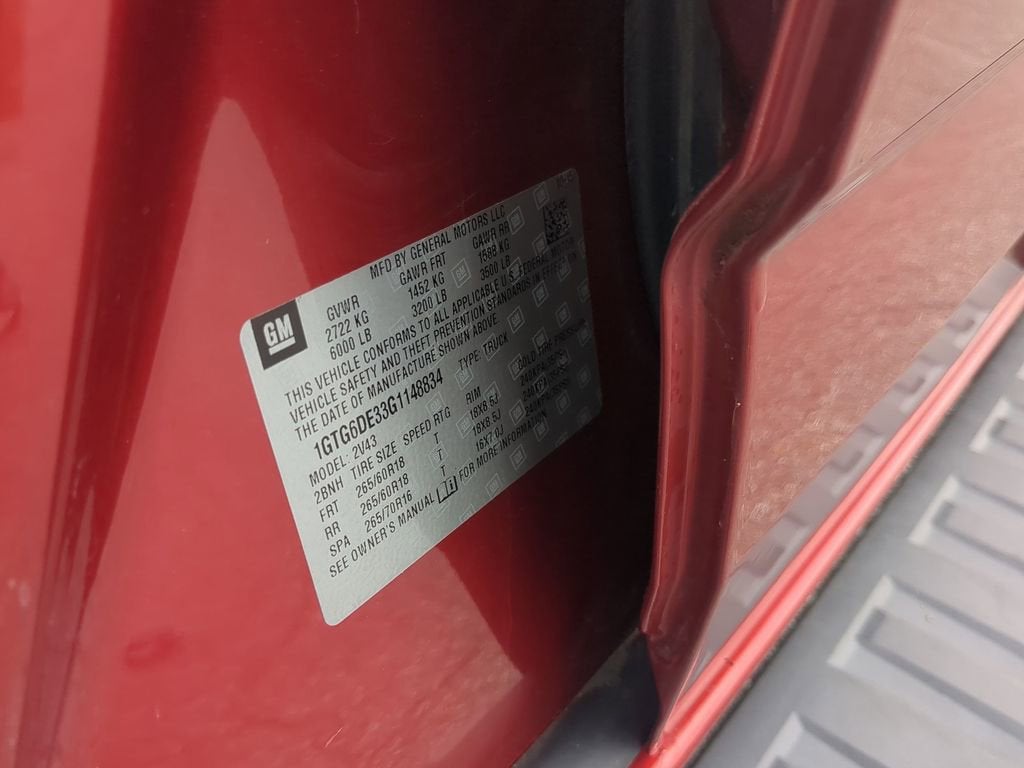 GM
MFD BY GENERAL MOTORS LLC
GVWR GAWR FRT GAWR RR
2722 KG 1452 KG 1588 KG
6000 LB 3200 LB 3500 LB
THIS VEHICLE CONFORMS TO ALL APPLICABLE U.S. FEDERAL MOTOR
VEHICLE SAFETY AND THEFT PREVENTION STANDARDS IN EFFECT ON
THE DATE OF MANUFACTURE SHOWN ABOVE.
1GTG6DE33G1148834 TYPE: TRUCK
MODEL: 2V43
2BNH TIRE SIZE SPEED RTG RIM COLD TIRE PRESSURE
FRT 265/60R18 T 18X8.5J
RR 265/60R18 T 18X8.5J
SPA 265/70R16 T 16X7.0J
SEE OWNER'S MANUAL FOR MORE INFORMATION